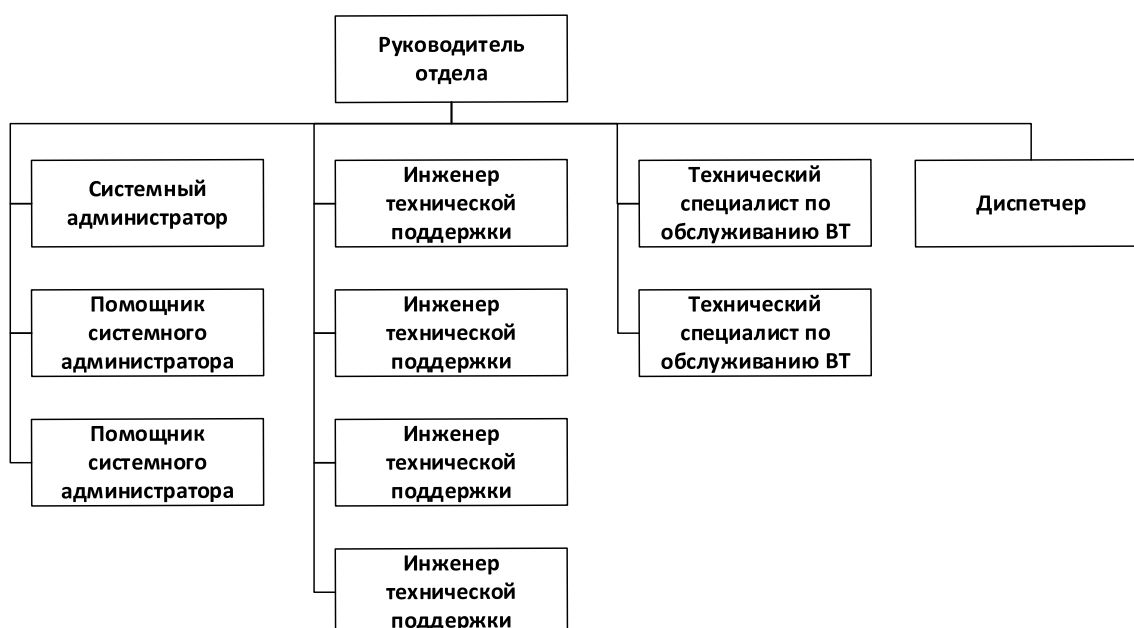 Руководитель
отдела
Системный
администратор
Помощник
системного
администратора
Помощник
системного
администратора
Инженер
технической
поддержки
Инженер
технической
поддержки
Инженер
технической
поддержки
Инженер
технической
поддержки
Технический
специалист по
обслуживанию ВТ
Технический
специалист по
обслуживанию ВТ
Диспетчер